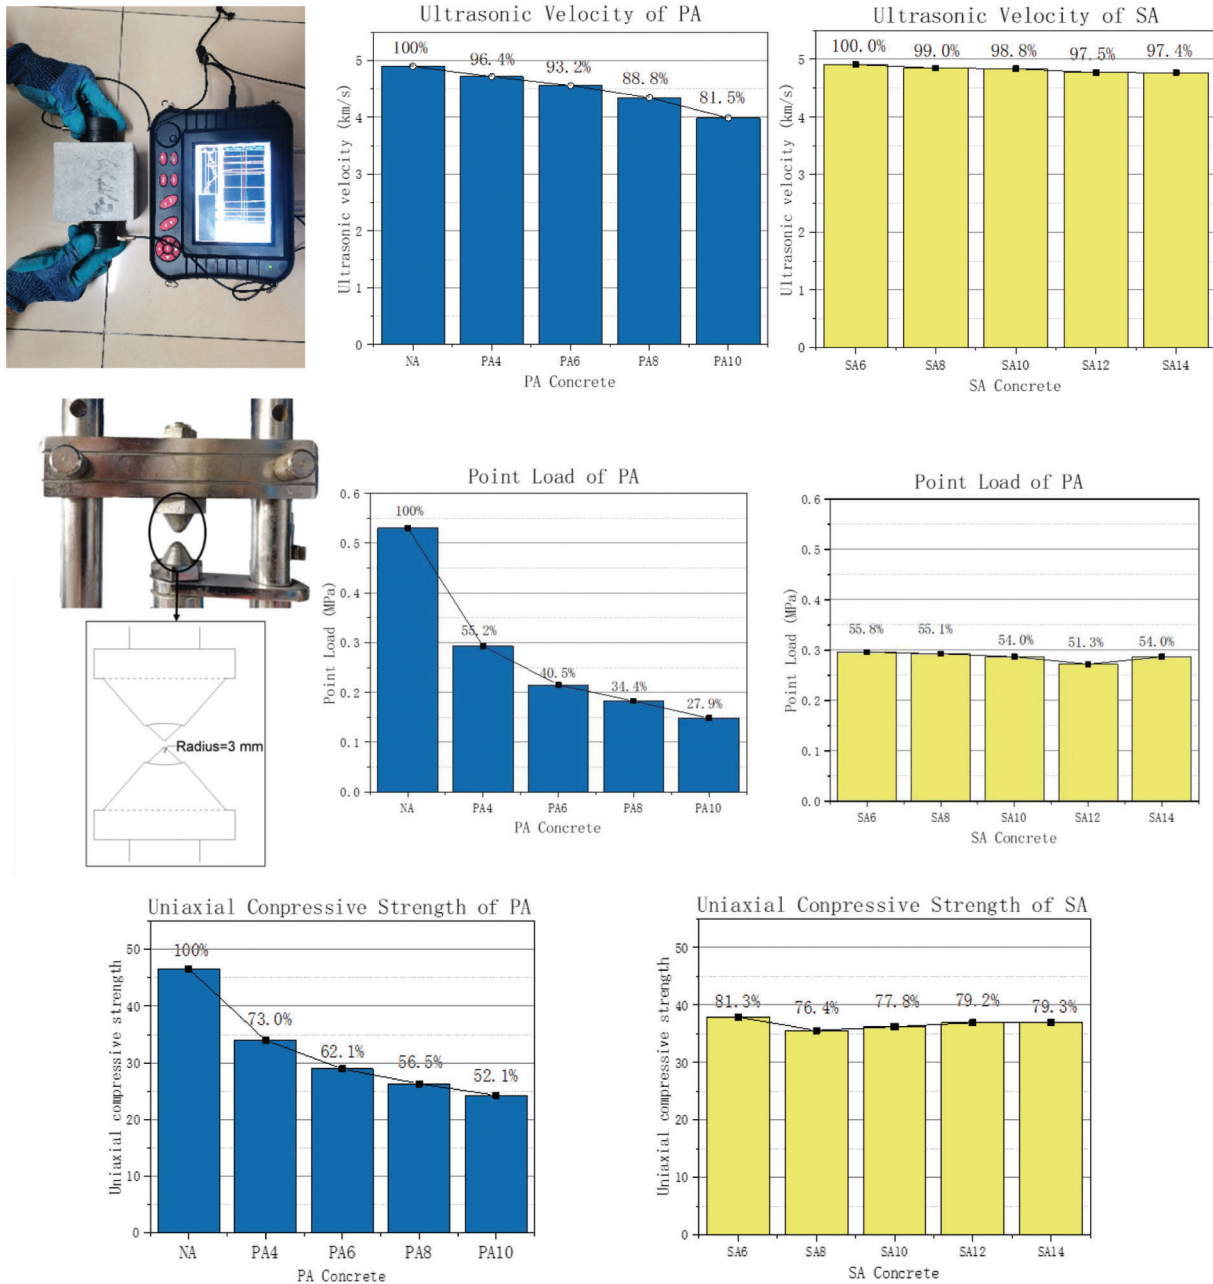 Ultrasonic Velocity of PA
Ultrasonic velocity (km/s)
5
4
3
2
1
0
100%
96.4%
93.2%
88.8%
81.5%
NA PA4 PA6 PA8 PA10
PA Concrete
Ultrasonic Velocity of SA
Ultrasonic velocity (km/s)
5
4
3
2
1
0
100.0%
99.0%
98.8%
97.5%
97.4%
SA6 SA8 SA10 SA12 SA14
SA Concrete
Radius=3 mm
Point Load of PA
Point Load (MPa)
0.6
0.5
0.4
0.3
0.2
0.1
0.0
100%
55.2%
40.5%
34.4%
27.9%
NA PA4 PA6 PA8 PA10
PA Concrete
Point Load of PA
Point Load (MPa)
0.6
0.5
0.4
0.3
0.2
0.1
0.0
55.8%
55.1%
54.0%
51.3%
54.0%
SA6 SA8 SA10 SA12 SA14
SA Concrete
Uniaxial Conpressive Strength of PA
Uniaxial compressive strength
50
40
30
20
10
0
100%
73.0%
62.1%
56.5%
52.1%
NA PA4 PA6 PA8 PA10
PA Concrete
Uniaxial Conpressive Strength of SA
Uniaxial compressive strength
50
40
30
20
10
0
81.3%
76.4%
77.8%
79.2%
79.3%
SA6 SA8 SA10 SA12 SA14
SA Concrete